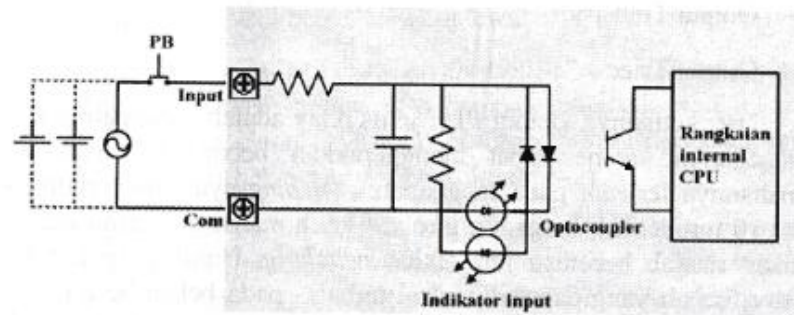 PB
Input
Com
Optocoupler
Indikator Input
Rangkaian
internal
CPU